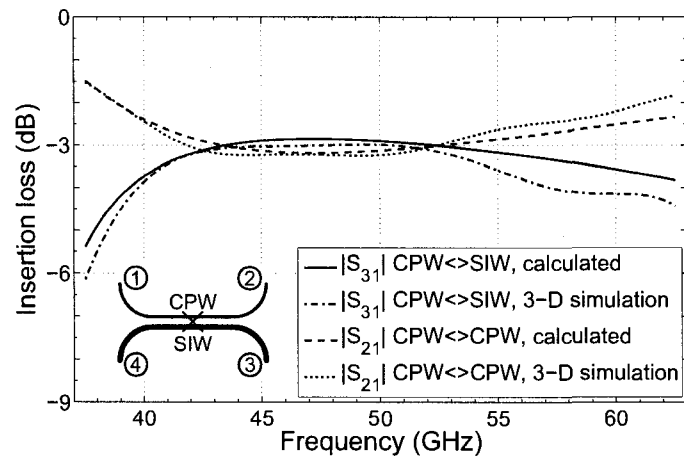 Insertion loss (dB)
0
−3
−6
−9
40
45
50
55
60
Frequency (GHz)
① ②
CPW
SIW
④ ③
|S31| CPW<>SIW, calculated
|S31| CPW<>SIW, 3−D simulation
|S21| CPW<>CPW, calculated
|S21| CPW<>CPW, 3−D simulation